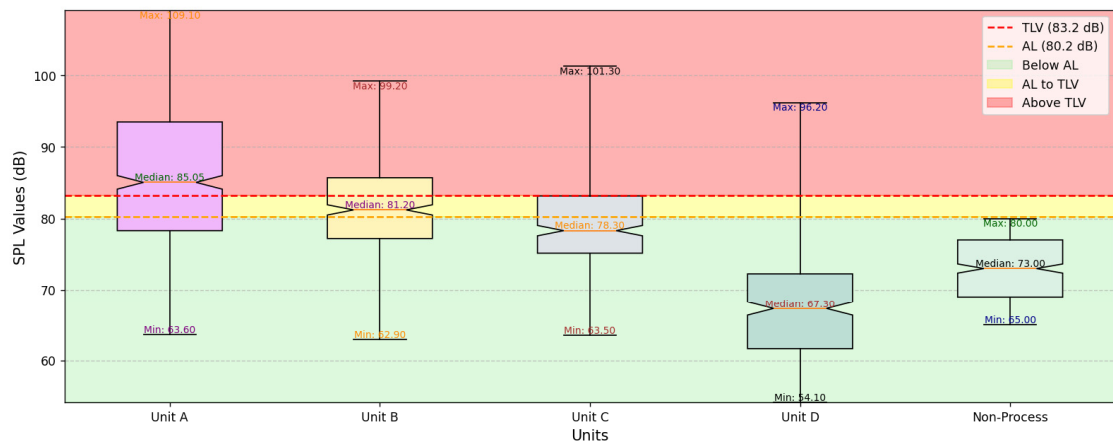 Max: 109.10
TLV (83.2 dB)
AL (80.2 dB)
Below AL
AL to TLV
Above TLV
Max: 99.20
Max: 101.30
Max: 96.20
100
90
80
70
60
SPL Values (dB)
Median: 85.05
Median: 81.20
Median: 78.30
Median: 67.30
Median: 73.00
Max: 80.00
Min: 63.60
Min: 62.90
Min: 63.50
Min: 54.10
Min: 65.00
Unit A
Unit B
Unit C
Unit D
Non-Process
Units